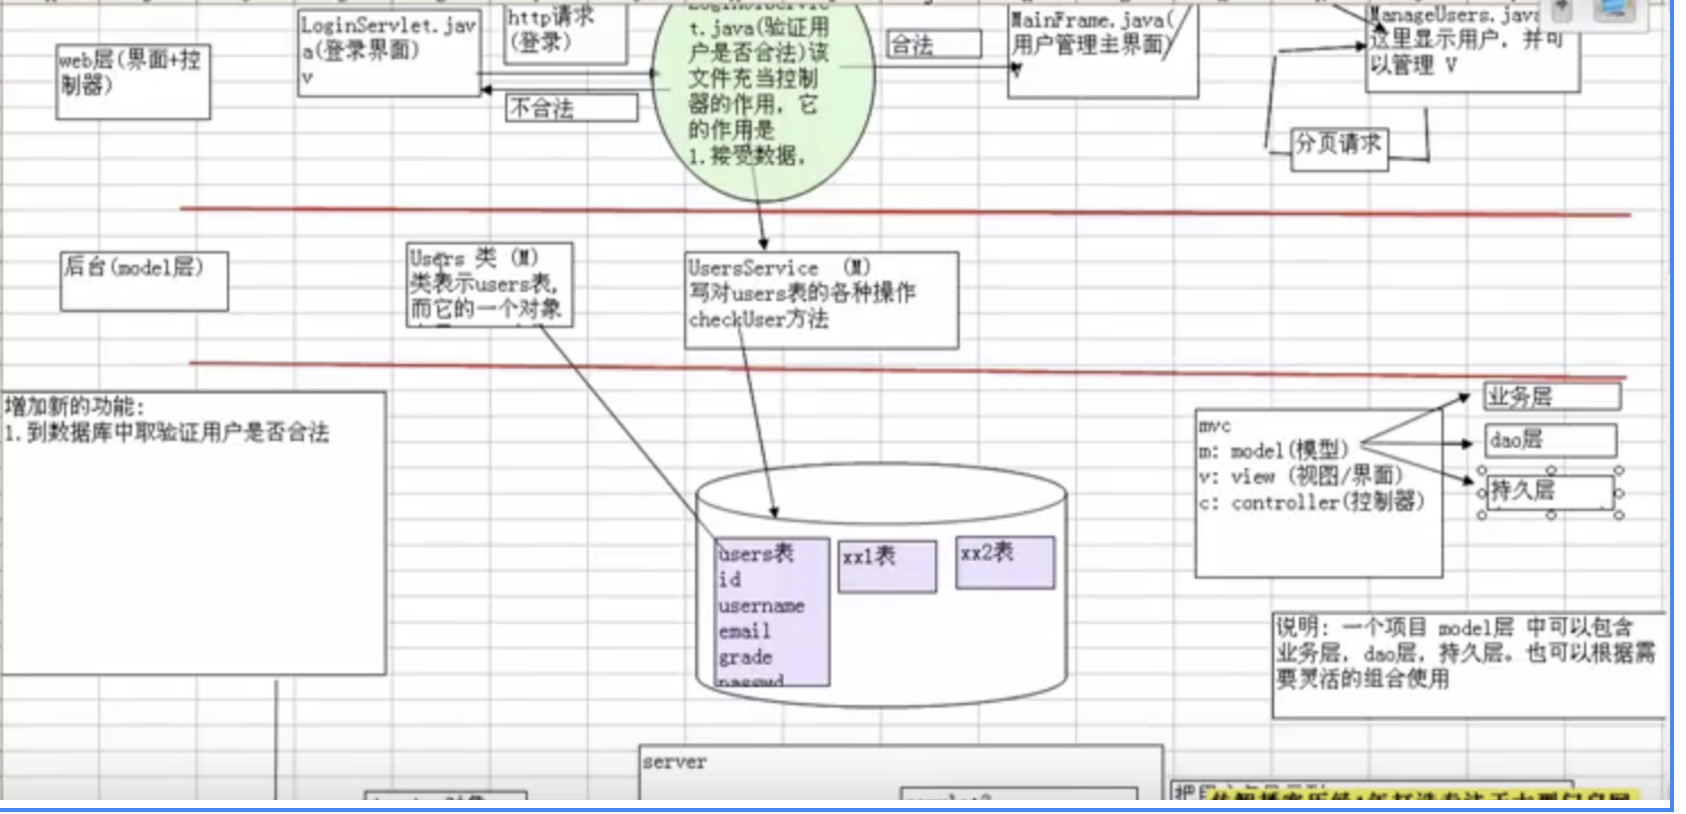 LoginServlet.jav
a(登录界面)
v
http请求
(登录)
不合法
web层(界面+控
制器)
t.java(验证用
户是否合法)该
文件充当控制
器的作用，它
的作用是
1.接受数据，
合法
MainFrame.java(
用户管理主界面)
V
ManageUsers.java
这里显示用户，并可
以管理 V
分页请求
后台(model层)
Users 类 (M)
类表示users表，
而它的一个对象
UsersService (M)
写对users表的各种操作
checkUser方法
增加新的功能：
1.到数据库中取验证用户是否合法
users表
id
username
email
grade
passwd
xx1表
xx2表
mvc
m: model(模型)
v: view (视图/界面)
c: controller(控制器)
业务层
dao层
持久层
说明: 一个项目 model层 中可以包含
业务层，dao层，持久层。也可以根据需
要灵活的组合使用
server